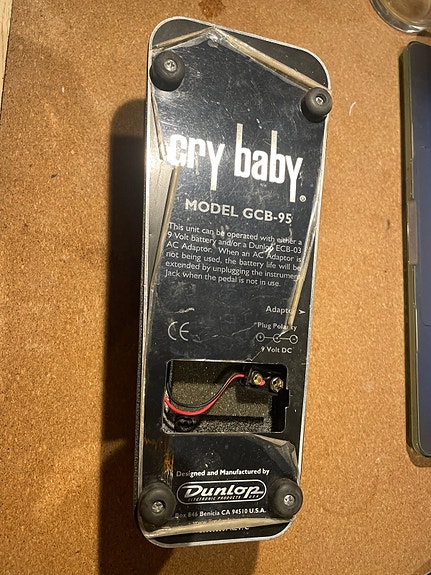 cry baby®
MODEL GCB-95
This unit can be operated with either a
9 Volt battery and/or a Dunlop ECB-03
AC Adaptor. When an AC Adaptor is
not being used, the battery life will be
extended by unplugging the instrument
Jack when the pedal is not in use.
Adaptor
Plug Polarity
+ -
9 Volt DC
CE
Designed and Manufactured by
Dunlop
ELECTRONIC PRODUCTS U.S.A.
Box 846 Benicia CA 94510 U.S.A.